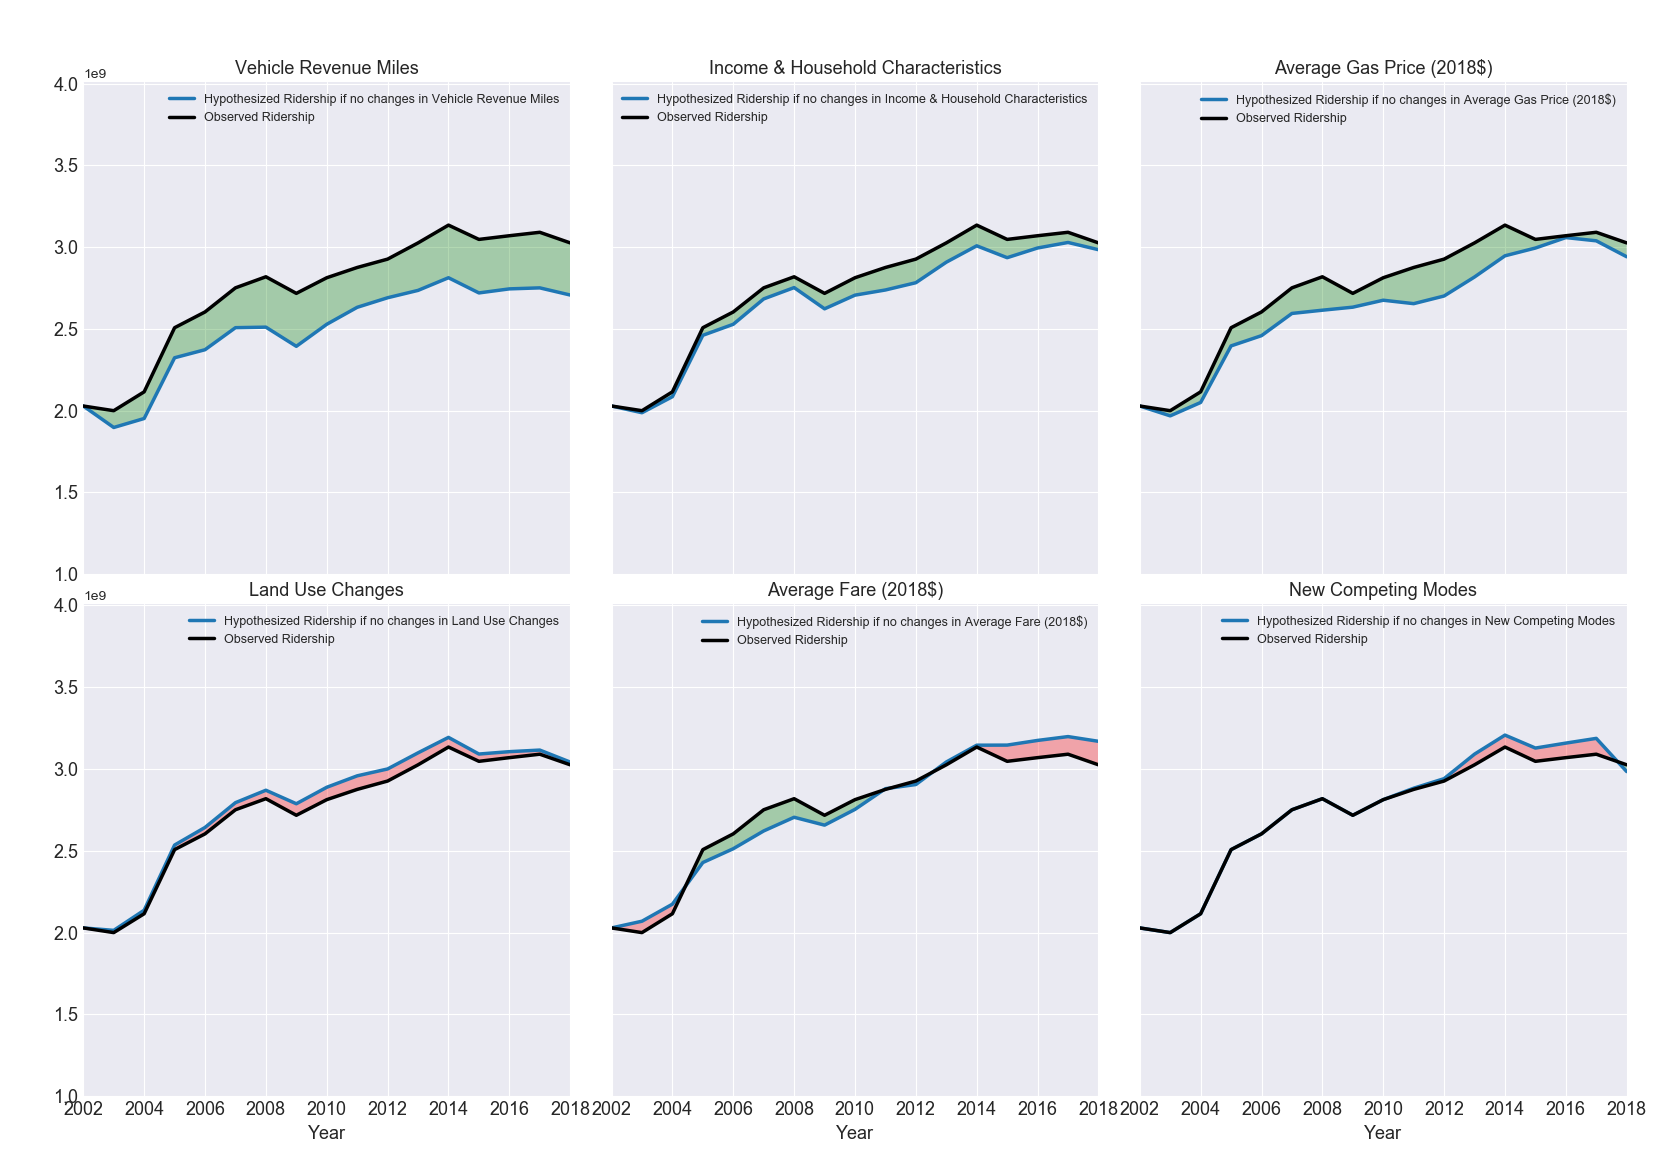 Vehicle Revenue Miles
Income & Household Characteristics
Average Gas Price (2018$)
1e9
4.0
3.5
3.0
2.5
2.0
1.5
1.0
Hypothesized Ridership if no changes in Vehicle Revenue Miles
Observed Ridership
Hypothesized Ridership if no changes in Income & Household Characteristics
Observed Ridership
Hypothesized Ridership if no changes in Average Gas Price (2018$)
Observed Ridership
Land Use Changes
Average Fare (2018$)
New Competing Modes
1e9
4.0
3.5
3.0
2.5
2.0
1.5
1.0
Hypothesized Ridership if no changes in Land Use Changes
Observed Ridership
Hypothesized Ridership if no changes in Average Fare (2018$)
Observed Ridership
Hypothesized Ridership if no changes in New Competing Modes
Observed Ridership
2002 2004 2006 2008 2010 2012 2014 2016 2018
2002 2004 2006 2008 2010 2012 2014 2016 2018
2002 2004 2006 2008 2010 2012 2014 2016 2018
Year
Year
Year